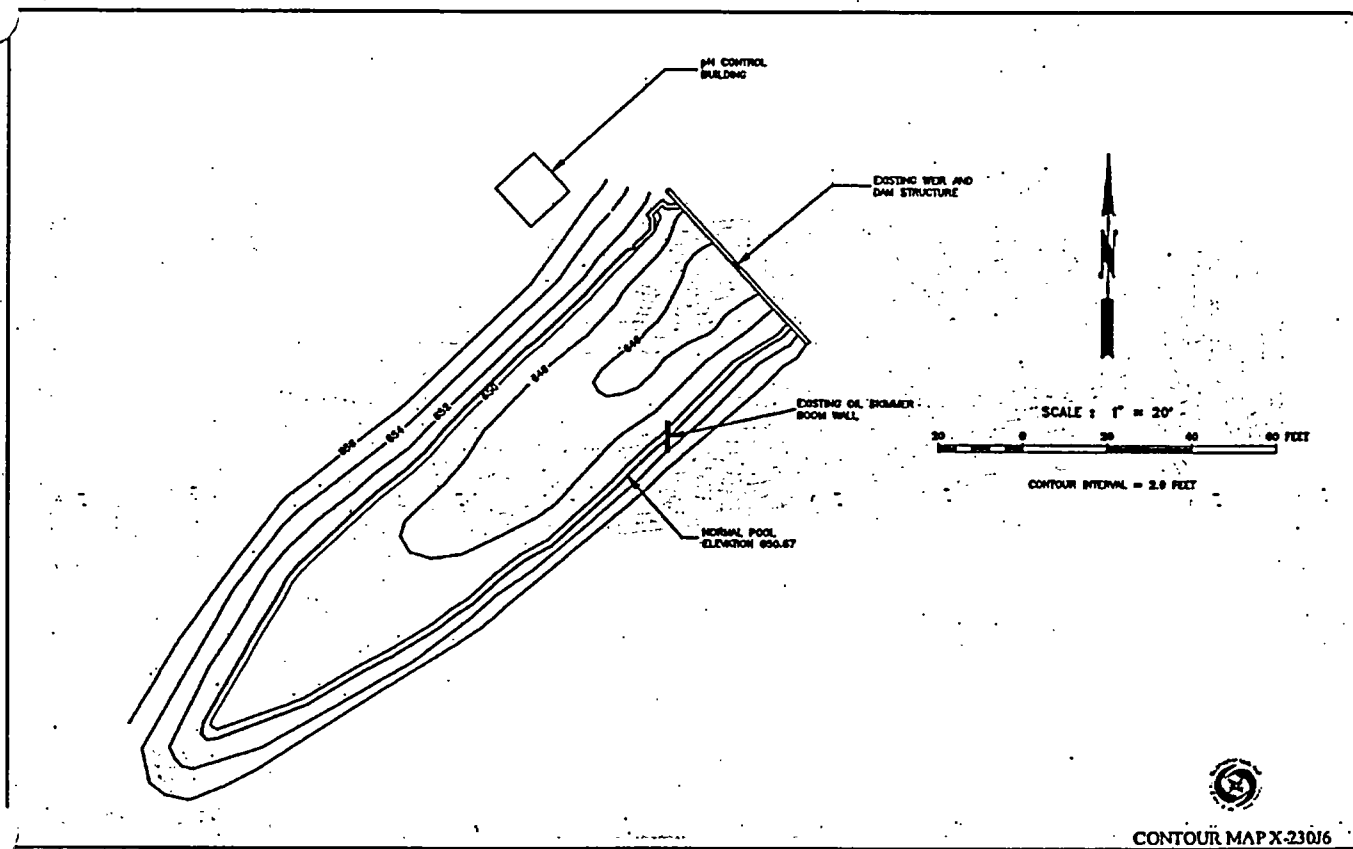 pH CONTROL
BUILDING
EXISTING WEIR AND
DAM STRUCTURE
N
646
648
650
652
654
656
EXISTING OIL SKIMMER
BOOM WALL
SCALE : 1" = 20'
20 0 20 40 60 FEET
CONTOUR INTERVAL = 2.0 FEET
NORMAL POOL
ELEVATION 650.67
CONTOUR MAP X-230J6